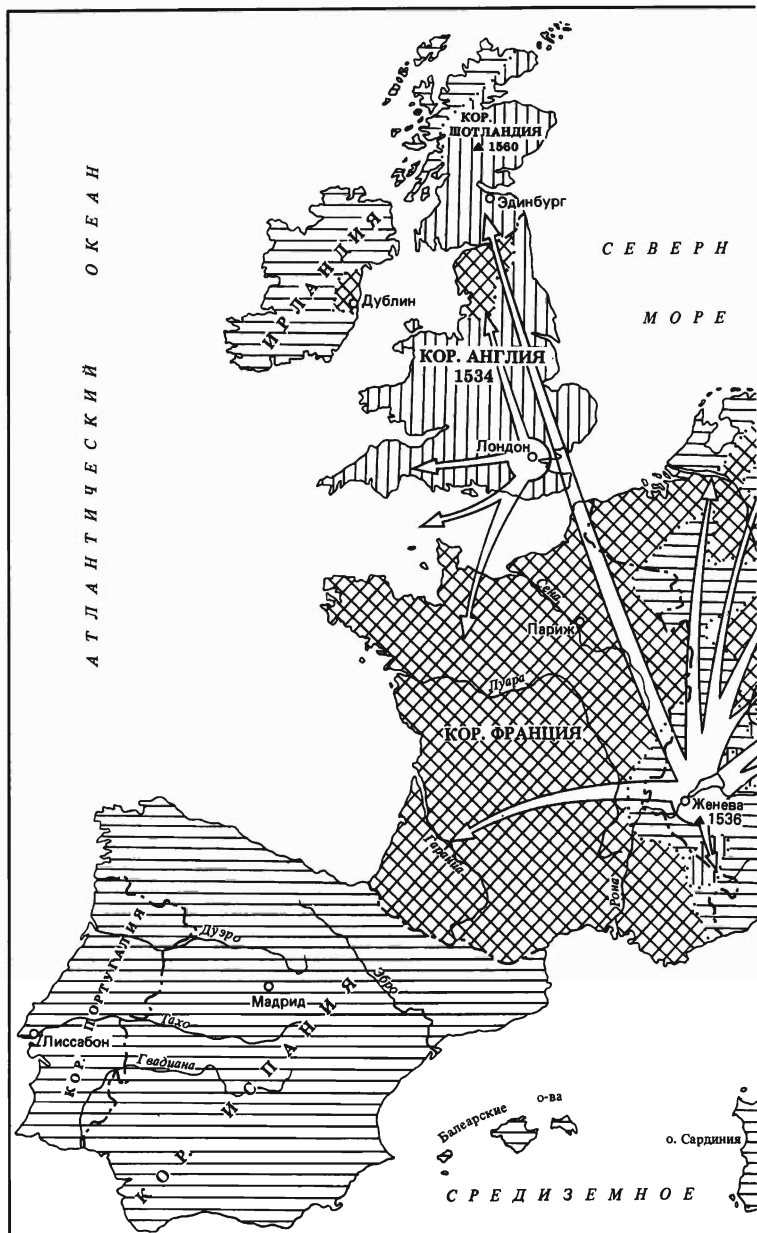 КОР.
ШОТЛАНДИЯ
▲ 1560
Эдинбург
СЕВЕРН
МОРЕ
АТЛАНТИЧЕСКИЙ ОКЕАН
ИРЛАНДИЯ
Дублин
КОР. АНГЛИЯ
1534
Лондон
Сена
Париж
Луара
КОР. ФРАНЦИЯ
Женева
▲ 1536
Гаронна
Рона
КОР. ПОРТУГАЛИЯ
Дуэро
Эбро
Мадрид
Тахо
Лиссабон
Гвадиана
КОР. ИСПАНИЯ
Балеарские о-ва
о. Сардиния
СРЕДИЗЕМНОЕ